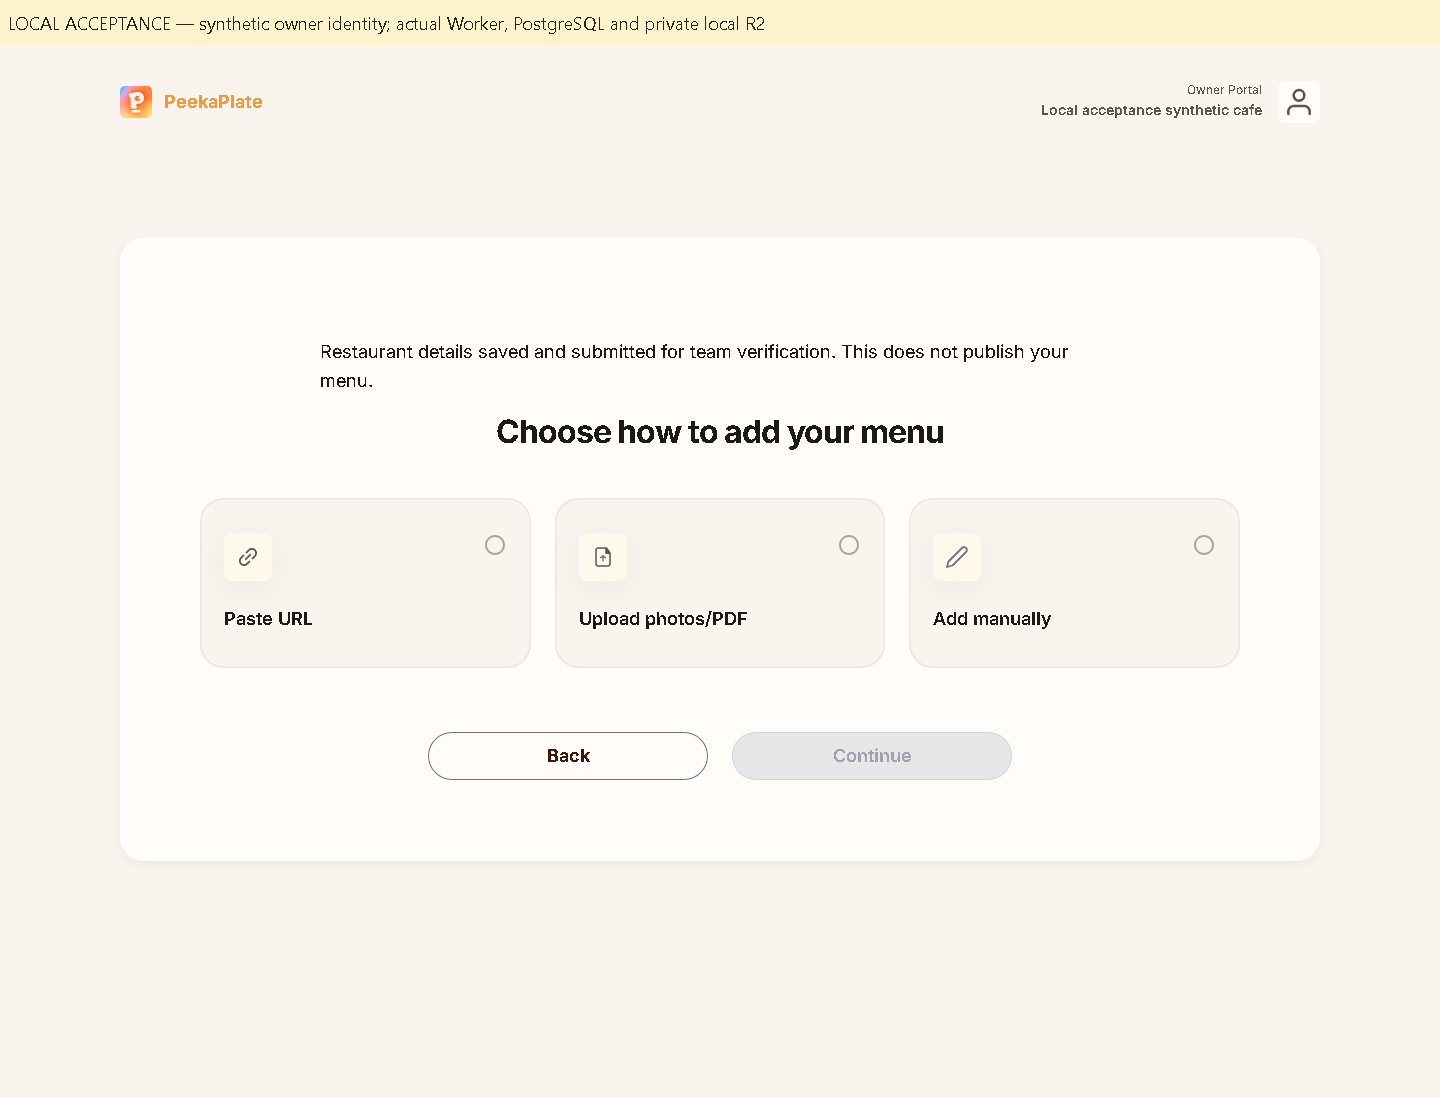 LOCAL ACCEPTANCE — synthetic owner identity; actual Worker, PostgreSQL and private local R2
PeekaPlate
Owner Portal
Local acceptance synthetic cafe
Restaurant details saved and submitted for team verification. This does not publish your
menu.
Choose how to add your menu
Paste URL
Upload photos/PDF
Add manually
Back
Continue